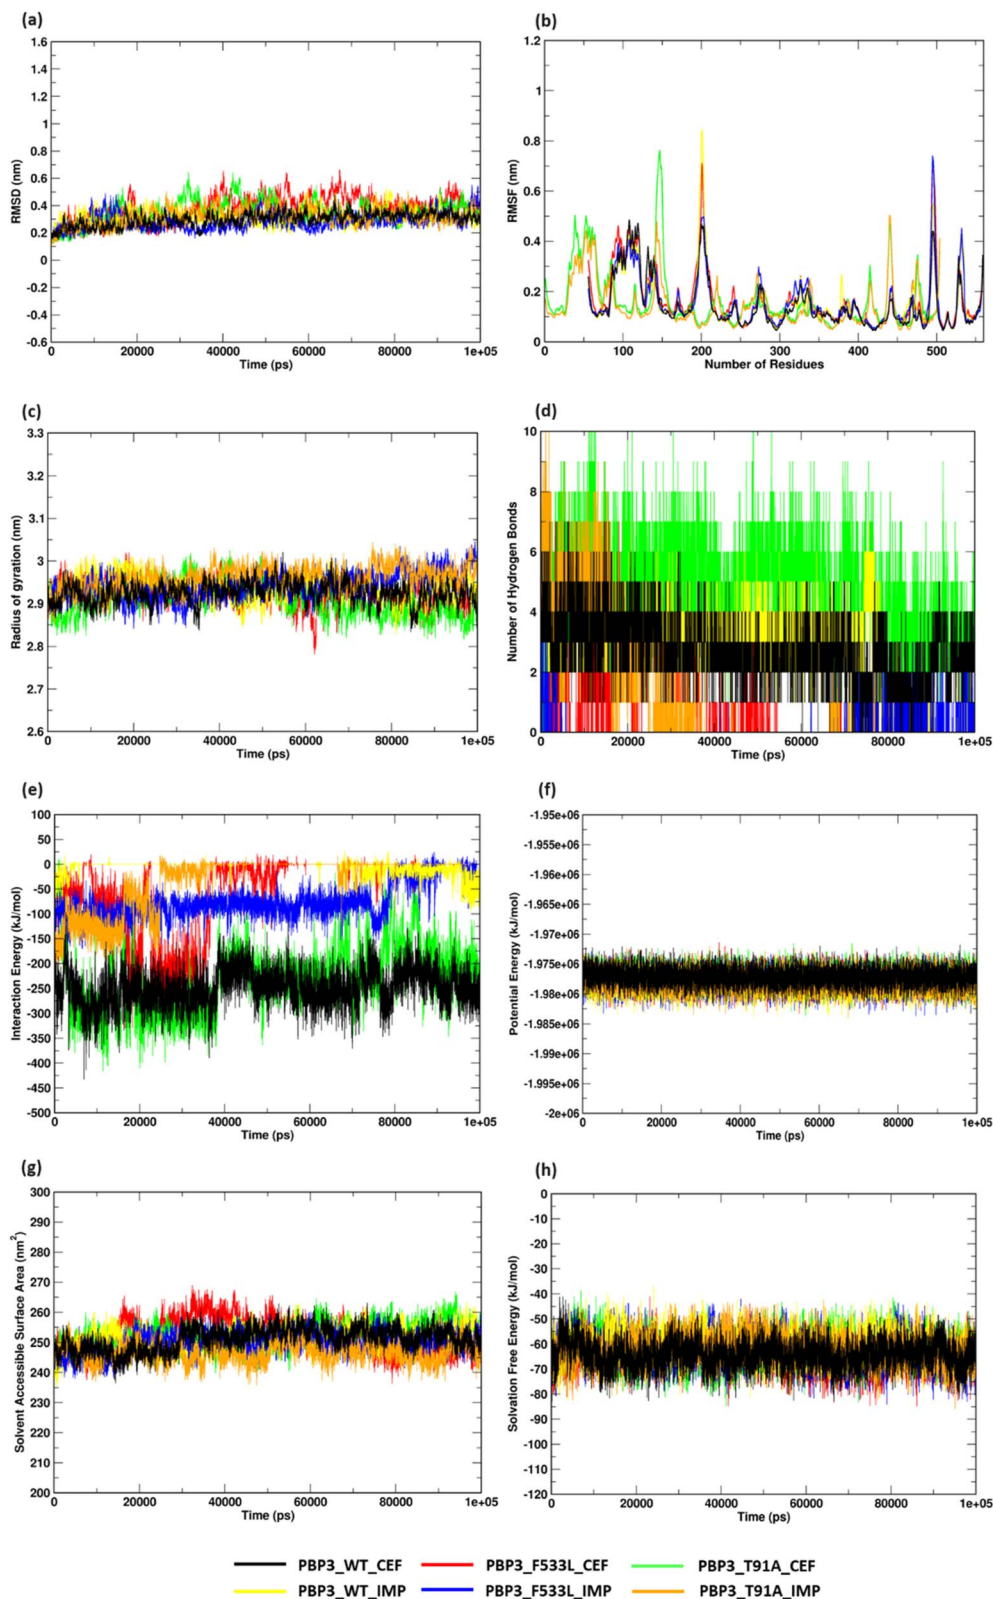 (a)
1.6
1.4
1.2
1
0.8
0.6
0.4
0.2
0
-0.2
-0.4
-0.6
RMSD (nm)
0 20000 40000 60000 80000 1e+05
Time (ps)
(b)
1.2
1
0.8
0.6
0.4
0.2
0
RMSF (nm)
0 100 200 300 400 500
Number of Residues
(c)
3.3
3.2
3.1
3
2.9
2.8
2.7
2.6
Radius of gyration (nm)
0 20000 40000 60000 80000 1e+05
Time (ps)
(d)
10
8
6
4
2
0
Number of Hydrogen Bonds
0 20000 40000 60000 80000 1e+05
Time (ps)
(e)
100
50
0
-50
-100
-150
-200
-250
-300
-350
-400
-450
-500
Interaction Energy (kJ/mol)
0 20000 40000 60000 80000 1e+05
Time (ps)
(f)
-1.95e+06
-1.955e+06
-1.96e+06
-1.965e+06
-1.97e+06
-1.975e+06
-1.98e+06
-1.985e+06
-1.99e+06
-1.995e+06
-2e+06
Potential Energy (kJ/mol)
0 20000 40000 60000 80000 1e+05
Time (ps)
(g)
300
290
280
270
260
250
240
230
220
210
200
Solvent Accessible Surface Area (nm²)
0 20000 40000 60000 80000 1e+05
Time (ps)
(h)
0
-10
-20
-30
-40
-50
-60
-70
-80
-90
-100
-110
-120
Solvation Free Energy (kJ/mol)
0 20000 40000 60000 80000 1e+05
Time (ps)
PBP3_WT_CEF PBP3_F533L_CEF PBP3_T91A_CEF
PBP3_WT_IMP PBP3_F533L_IMP PBP3_T91A_IMP